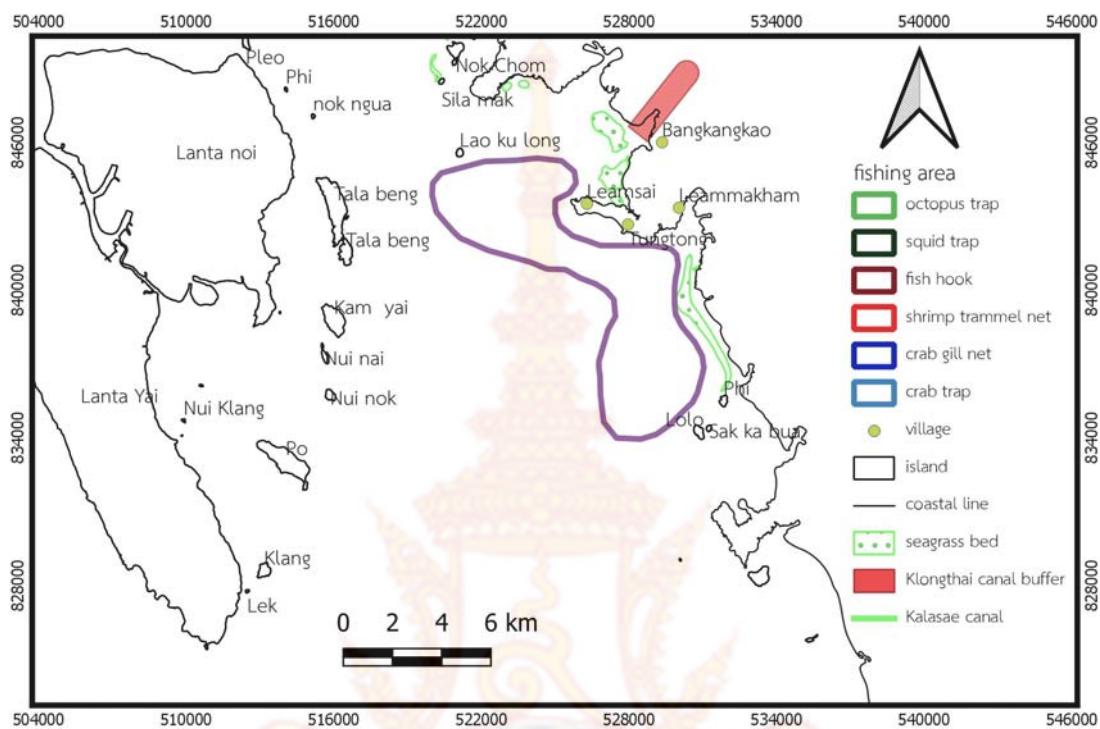 504000 510000 516000 522000 528000 534000 540000 546000
Pleo
Nok Chom
Phi
Sila mak
nok ngua
846000
846000
Bangkangkao
Lao ku long
Lanta noi
fishing area
Tala beng
Leamsai
Leammakham
octopus trap
Tala beng
Tungtong
squid trap
840000
840000
fish hook
Kam yai
shrimp trammel net
Nui nai
crab gill net
Lanta Yai
Nui nok
Phi
crab trap
Nui Klang
Lolo
Sak ka bua
village
834000
834000
Po
island
coastal line
seagrass bed
Klang
Klongthai canal buffer
828000
828000
Lek
Kalasae canal
0 2 4 6 km
504000 510000 516000 522000 528000 534000 540000 546000